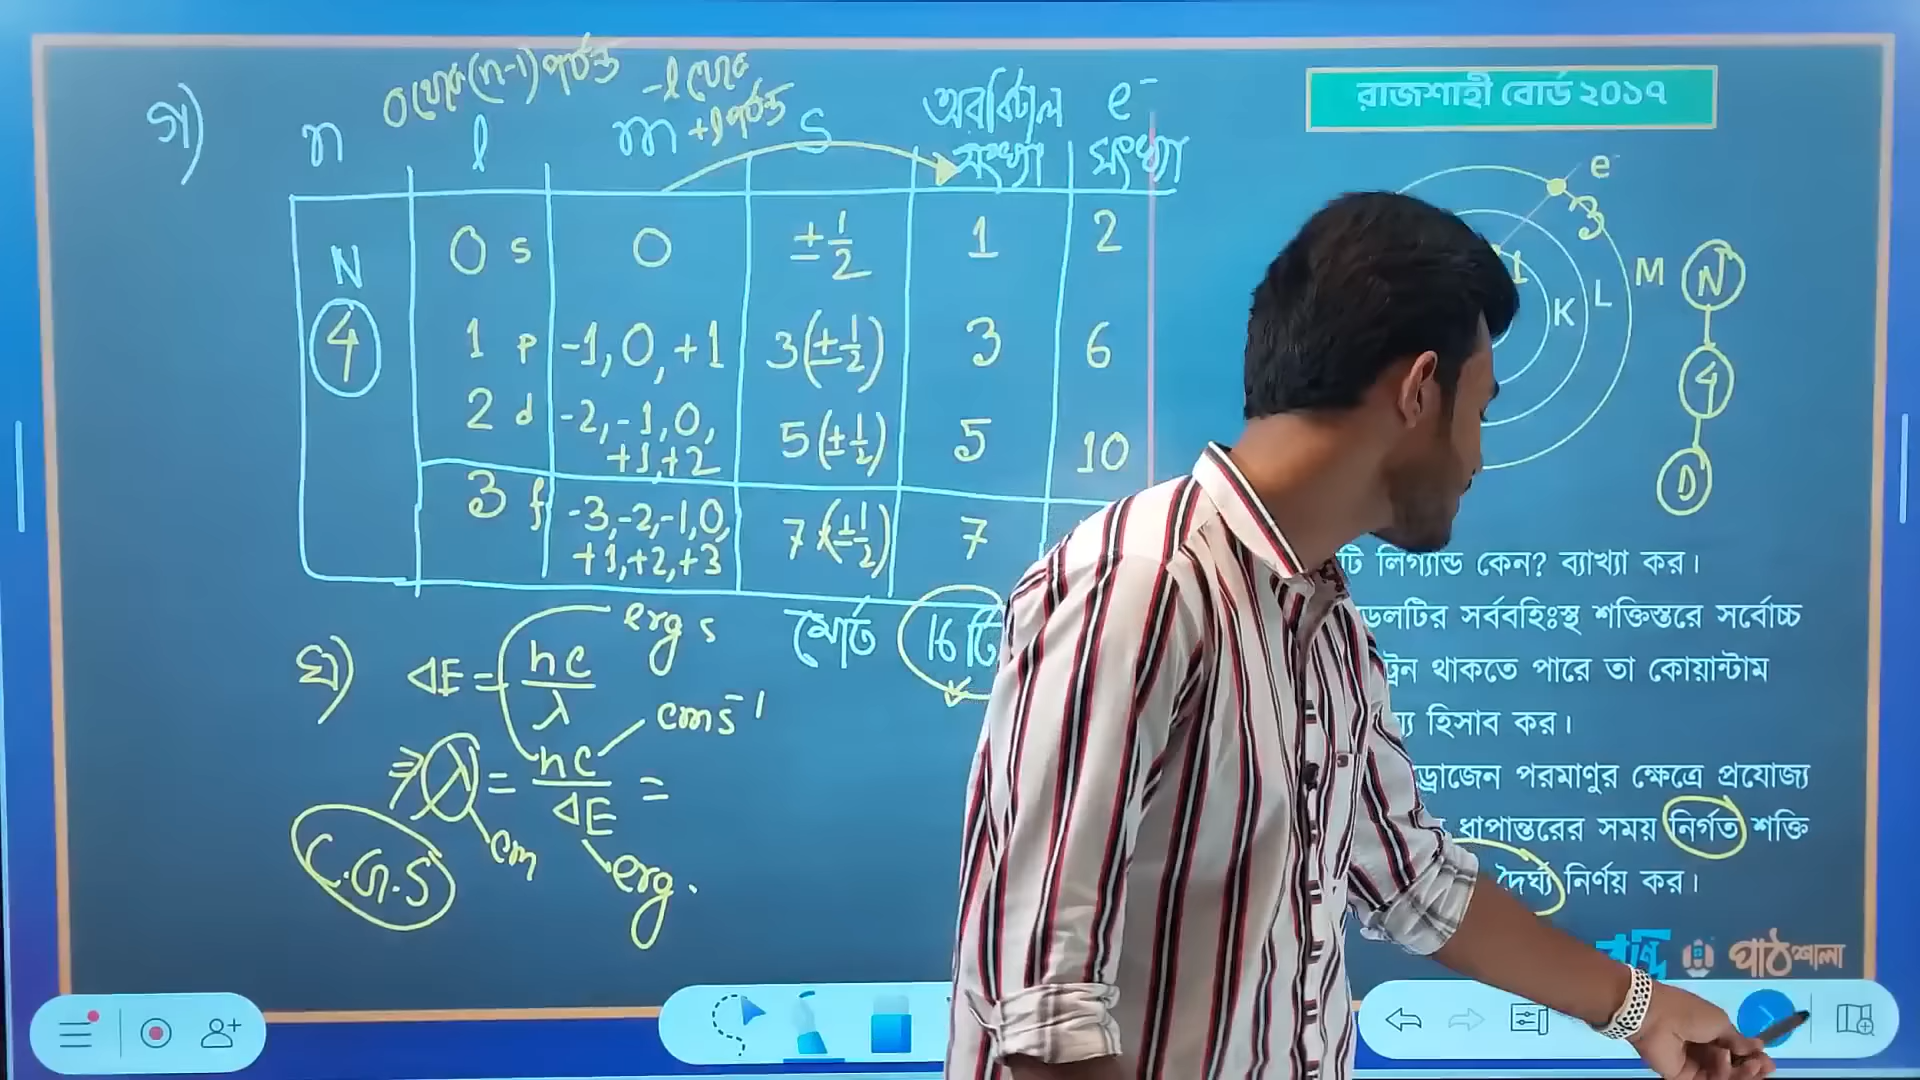 গ)
0 থেকে (n-1) পর্যন্ত
-l থেকে
+l পর্যন্ত
n l m s অরবিটাল সংখ্যা e⁻ সংখ্যা
N 0 s 0 ±1/2 1 2
4 1 p -1, 0, +1 3(±1/2) 3 6
2 d -2, -1, 0, +1, +2 5(±1/2) 5 10
3 f -3, -2, -1, 0, +1, +2, +3 7(±1/2) 7
মোট 16টি
ঘ) ΔE = hc/λ
erg s
⇒ λ = hc/ΔE =
cms⁻¹
cm
erg.
C.G.S
রাজশাহী বোর্ড ২০১৭
e⁻
3
1
K L M
N
4
D
টি লিগ্যান্ড কেন? ব্যাখ্যা কর।
সর্ববহিঃস্থ শক্তিস্তরে সর্বোচ্চ
থাকতে পারে তা কোয়ান্টাম
হিসাব কর।
পরমাণুর ক্ষেত্রে প্রযোজ্য
ধাপান্তরের সময় নির্গত শক্তি
দৈর্ঘ্য নির্ণয় কর।
পাঠশালা